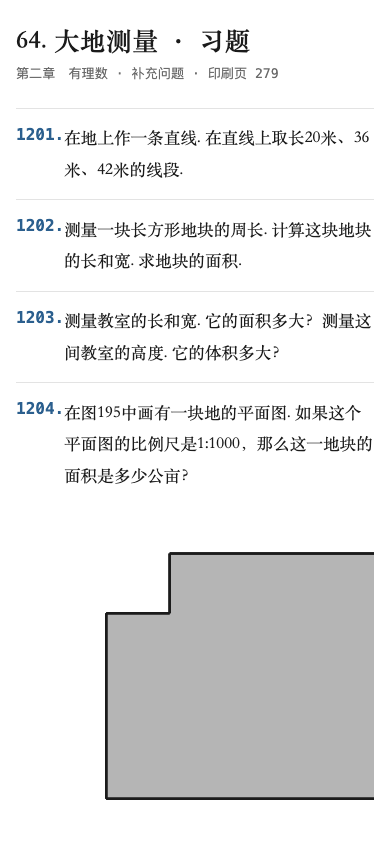 64. 大地测量 · 习题
第二章 有理数 · 补充问题 · 印刷页 279
1201. 在地上作一条直线. 在直线上取长20米、36
米、42米的线段.
1202. 测量一块长方形地块的周长. 计算这块地块
的长和宽. 求地块的面积.
1203. 测量教室的长和宽. 它的面积多大? 测量这
间教室的高度. 它的体积多大?
1204. 在图195中画有一块地的平面图. 如果这个
平面图的比例尺是1:1000, 那么这一地块的
面积是多少公亩?